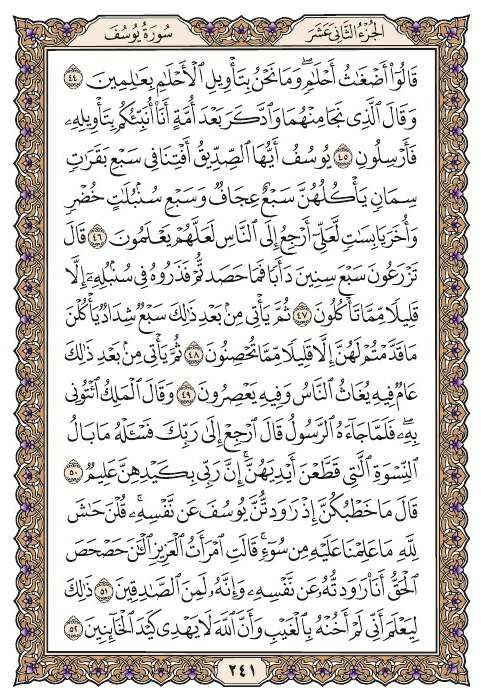 الجزء الثاني عشر
سورة يوسف
قَالُوٓا۟ أَضْغَٰثُ أَحْلَٰمٍ ۖ وَمَا نَحْنُ بِتَأْوِيلِ ٱلْأَحْلَٰمِ بِعَٰلِمِينَ ٤٤
وَقَالَ ٱلَّذِى نَجَا مِنْهُمَا وَٱدَّكَرَ بَعْدَ أُمَّةٍ أَنَا۠ أُنَبِّئُكُم بِتَأْوِيلِهِۦ
فَأَرْسِلُونِ ٤٥ يُوسُفُ أَيُّهَا ٱلصِّدِّيقُ أَفْتِنَا فِى سَبْعِ بَقَرَٰتٍ
سِمَانٍ يَأْكُلُهُنَّ سَبْعٌ عِجَافٌ وَسَبْعِ سُنۢبُلَٰتٍ خُضْرٍ
وَأُخَرَ يَابِسَٰتٍ لَّعَلِّىٓ أَرْجِعُ إِلَى ٱلنَّاسِ لَعَلَّهُمْ يَعْلَمُونَ ٤٦ قَالَ
تَزْرَعُونَ سَبْعَ سِنِينَ دَأَبًا فَمَا حَصَدتُّمْ فَذَرُوهُ فِى سُنۢبُلِهِۦٓ إِلَّا
قَلِيلًا مِّمَّا تَأْكُلُونَ ٤٧ ثُمَّ يَأْتِى مِنۢ بَعْدِ ذَٰلِكَ سَبْعٌ شِدَادٌ يَأْكُلْنَ
مَا قَدَّمْتُمْ لَهُنَّ إِلَّا قَلِيلًا مِّمَّا تُحْصِنُونَ ٤٨ ثُمَّ يَأْتِى مِنۢ بَعْدِ ذَٰلِكَ
عَامٌ فِيهِ يُغَاثُ ٱلنَّاسُ وَفِيهِ يَعْصِرُونَ ٤٩ وَقَالَ ٱلْمَلِكُ ٱئْتُونِى
بِهِۦ ۖ فَلَمَّا جَآءَهُ ٱلرَّسُولُ قَالَ ٱرْجِعْ إِلَىٰ رَبِّكَ فَسْـَٔلْهُ مَا بَالُ
ٱلنِّسْوَةِ ٱلَّٰتِى قَطَّعْنَ أَيْدِيَهُنَّ ۚ إِنَّ رَبِّى بِكَيْدِهِنَّ عَلِيمٌ ٥٠
قَالَ مَا خَطْبُكُنَّ إِذْ رَٰوَدتُّنَّ يُوسُفَ عَن نَّفْسِهِۦ ۚ قُلْنَ حَٰشَ
لِلَّهِ مَا عَلِمْنَا عَلَيْهِ مِن سُوٓءٍ ۚ قَالَتِ ٱمْرَأَتُ ٱلْعَزِيزِ ٱلْـَٰٔنَ حَصْحَصَ
ٱلْحَقُّ أَنَا۠ رَٰوَدتُّهُۥ عَن نَّفْسِهِۦ وَإِنَّهُۥ لَمِنَ ٱلصَّٰدِقِينَ ٥١ ذَٰلِكَ
لِيَعْلَمَ أَنِّى لَمْ أَخُنْهُ بِٱلْغَيْبِ وَأَنَّ ٱللَّهَ لَا يَهْدِى كَيْدَ ٱلْخَآئِنِينَ ٥٢
٢٤١